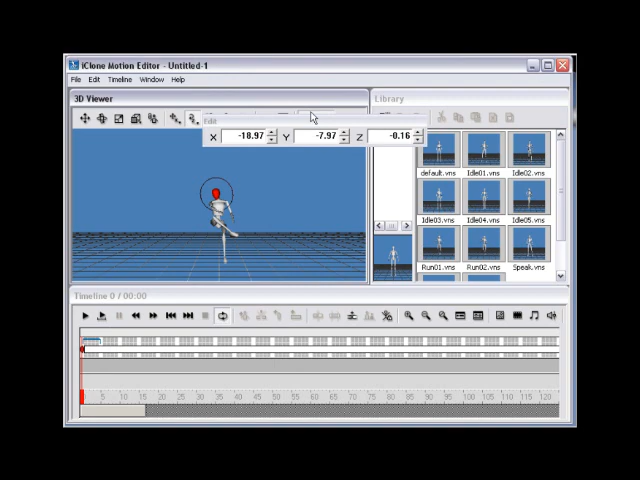 iClone Motion Editor - Untitled-1
File Edit Timeline Window Help
3D Viewer
Library
Edit
X -18.97 Y -7.97 Z -0.16
default.vns Idle01.vns Idle02.vns
Idle03.vns Idle04.vns Idle05.vns
Run01.vns Run02.vns Speak.vns
Timeline 0 / 00:00
5 10 15 20 25 30 35 40 45 50 55 60 65 70 75 80 85 90 95 100 105 110 115 120